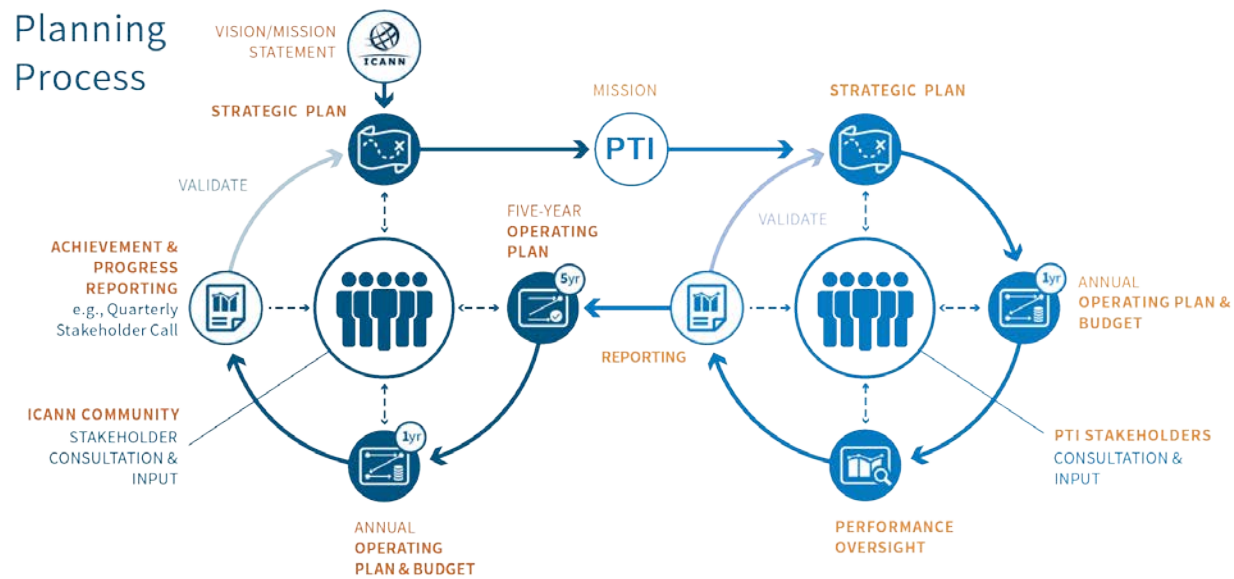 Planning
Process
VISION/MISSION
STATEMENT
ICANN
STRATEGIC PLAN
MISSION
PTI
STRATEGIC PLAN
VALIDATE
VALIDATE
FIVE-YEAR
OPERATING
PLAN
5yr
ACHIEVEMENT &
PROGRESS
REPORTING
e.g., Quarterly
Stakeholder Call
1yr
ANNUAL
OPERATING PLAN &
BUDGET
REPORTING
ICANN COMMUNITY
STAKEHOLDER
CONSULTATION &
INPUT
1yr
ANNUAL
OPERATING
PLAN & BUDGET
PTI STAKEHOLDERS
CONSULTATION &
INPUT
PERFORMANCE
OVERSIGHT